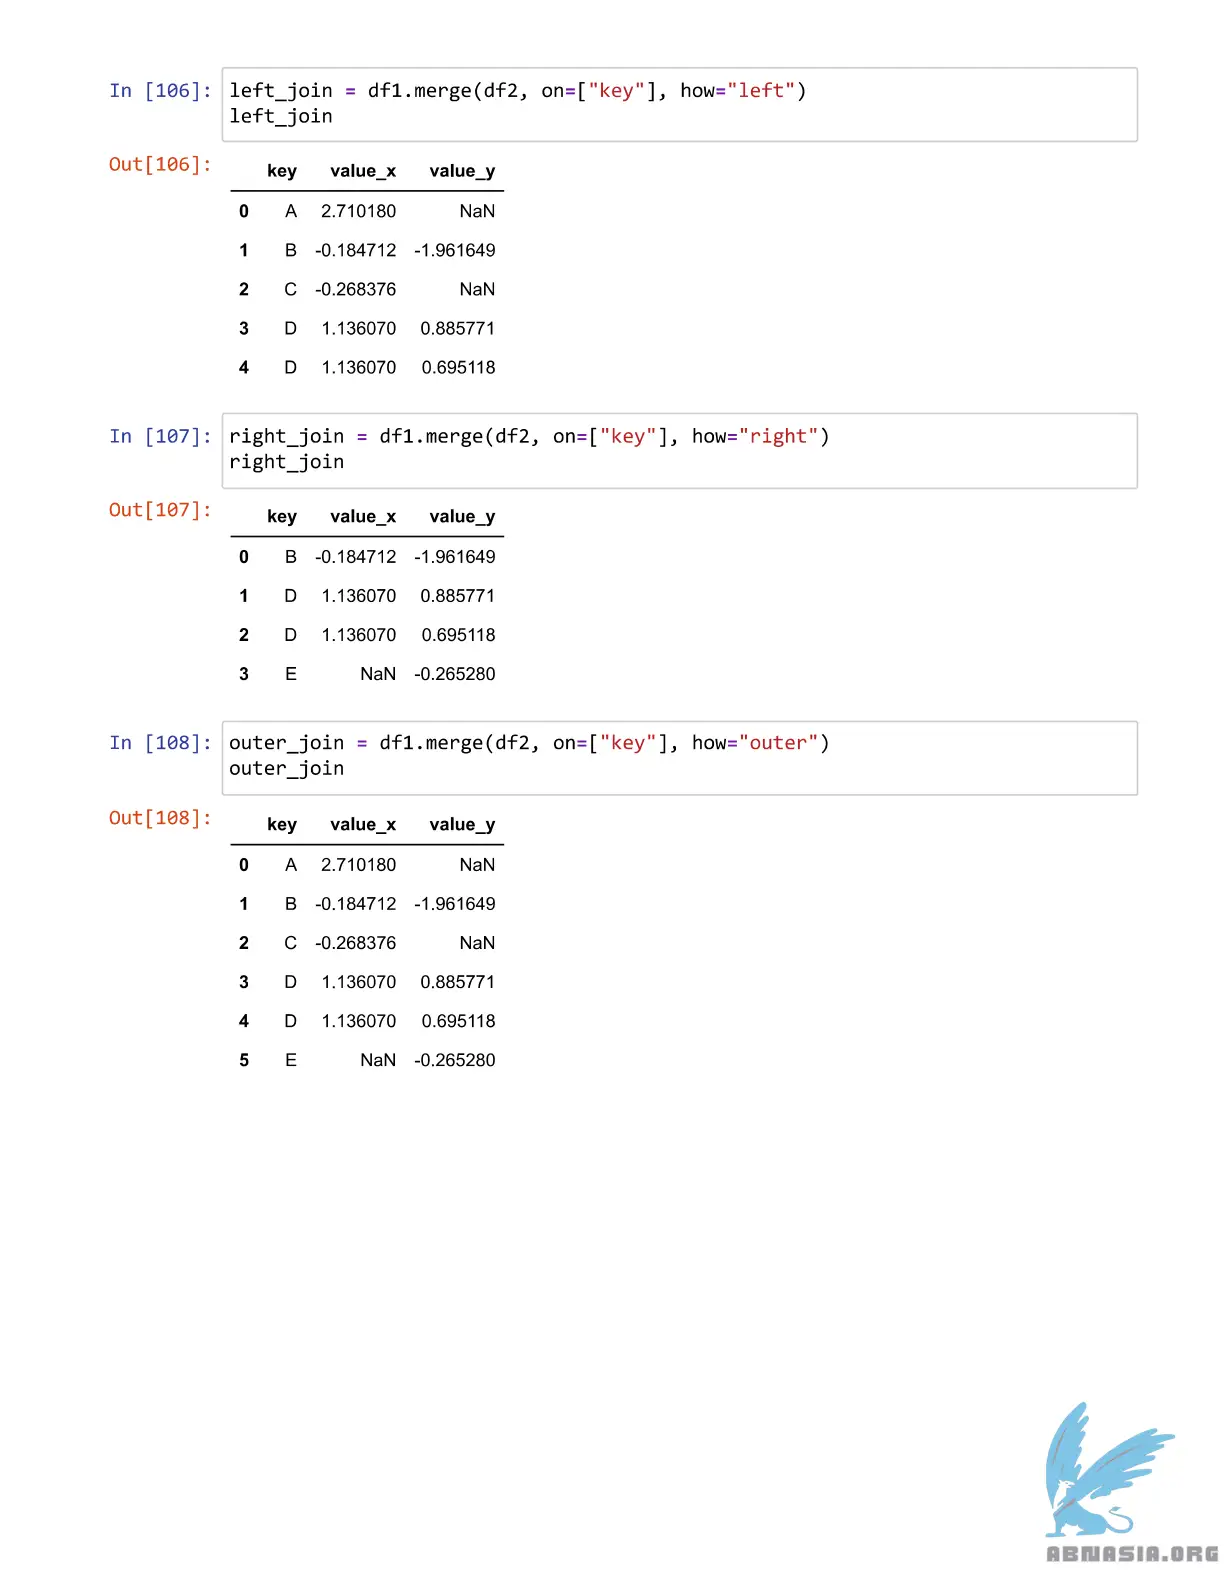 In [106]: left_join = df1.merge(df2, on=["key"], how="left")
left_join
Out[106]:
key value_x value_y
0 A 2.710180 NaN
1 B -0.184712 -1.961649
2 C -0.268376 NaN
3 D 1.136070 0.885771
4 D 1.136070 0.695118
In [107]: right_join = df1.merge(df2, on=["key"], how="right")
right_join
Out[107]:
key value_x value_y
0 B -0.184712 -1.961649
1 D 1.136070 0.885771
2 D 1.136070 0.695118
3 E NaN -0.265280
In [108]: outer_join = df1.merge(df2, on=["key"], how="outer")
outer_join
Out[108]:
key value_x value_y
0 A 2.710180 NaN
1 B -0.184712 -1.961649
2 C -0.268376 NaN
3 D 1.136070 0.885771
4 D 1.136070 0.695118
5 E NaN -0.265280
ABNASIA.ORG